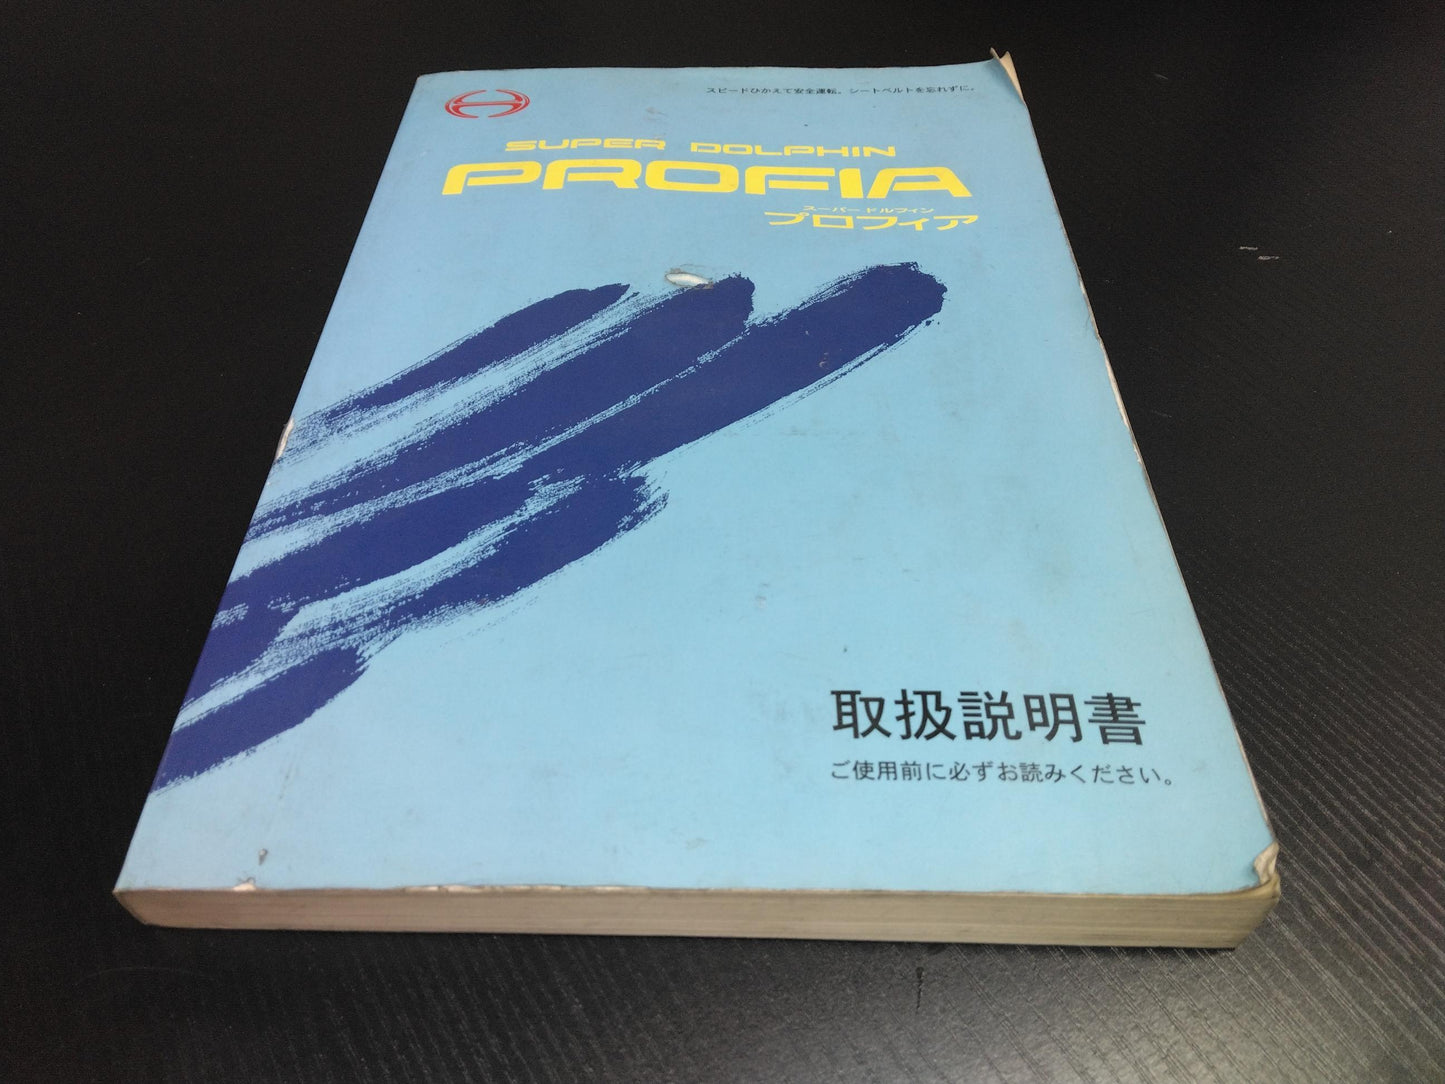 スピードひかえて安全運転。シートベルトを忘れずに。
SUPER DOLPHIN
PROFIA
スーパードルフィン
プロフィア
取扱説明書
ご使用前に必ずお読みください。